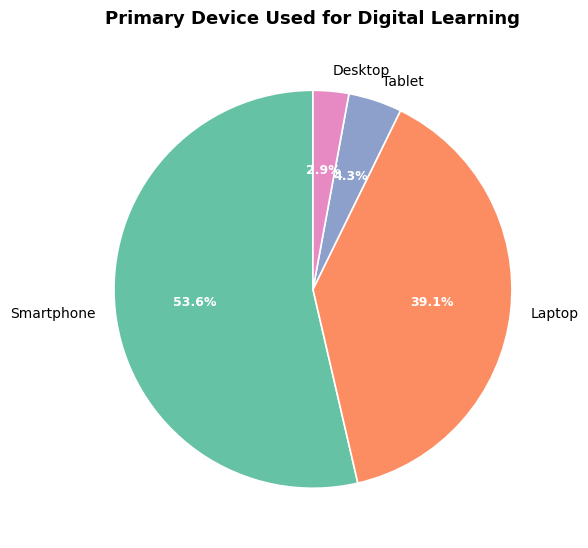 Primary Device Used for Digital Learning
Desktop
Tablet
2.9%
4.3%
Smartphone
53.6%
39.1%
Laptop